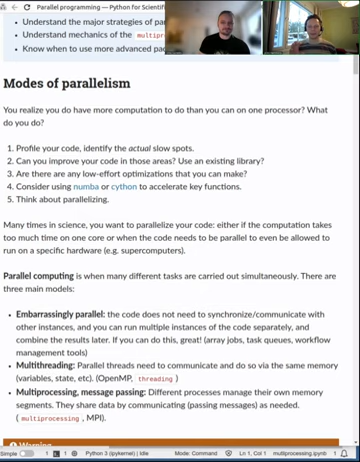 Parallel programming — Python for Scientific
Understand the major strategies of pa
Understand mechanics of the multipr
Know when to use more advanced pac
Modes of parallelism
You realize you do have more computation to do than you can on one processor? What
do you do?
1. Profile your code, identify the actual slow spots.
2. Can you improve your code in those areas? Use an existing library?
3. Are there are any low-effort optimizations that you can make?
4. Consider using numba or cython to accelerate key functions.
5. Think about parallelizing.
Many times in science, you want to parallelize your code: either if the computation takes
too much time on one core or when the code needs to be parallel to even be allowed to
run on a specific hardware (e.g. supercomputers).
Parallel computing is when many different tasks are carried out simultaneously. There are
three main models:
Embarrassingly parallel: the code does not need to synchronize/communicate with
other instances, and you can run multiple instances of the code separately, and
combine the results later. If you can do this, great! (array jobs, task queues, workflow
management tools)
Multithreading: Parallel threads need to communicate and do so via the same memory
(variables, state, etc). (OpenMP, threading )
Multiprocessing, message passing: Different processes manage their own memory
segments. They share data by communicating (passing messages) as needed.
( multiprocessing , MPI).
Warning
Simple 1 1 Python 3 (ipykernel) | Idle Mode: Command Ln 1, Col 1 multiprocessing.ipynb 1